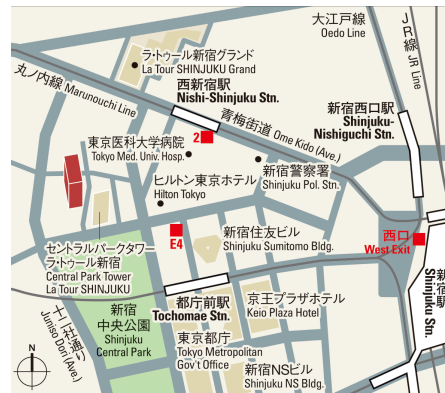 大江戸線
Oedo Line
JR線
JR Line
ラ・トゥール新宿グランド
La Tour SHINJUKU Grand
丸ノ内線 Marunouchi Line
西新宿駅
Nishi-Shinjuku Stn.
青梅街道 Ome Kido (Ave.)
新宿西口駅
Shinjuku-
Nishiguchi Stn.
2
東京医科大学病院
Tokyo Med. Univ. Hosp.
新宿警察署
Shinjuku Pol. Stn.
ヒルトン東京ホテル
Hilton Tokyo
E4
新宿住友ビル
Shinjuku Sumitomo Bldg.
西口
West Exit
新宿駅
Shinjuku Stn.
セントラルパークタワー
ラ・トゥール新宿
Central Park Tower
La Tour SHINJUKU
都庁前駅
Tochomae Stn.
京王プラザホテル
Keio Plaza Hotel
十二社通り
Juniso Dori (Ave.)
新宿
中央公園
Shinjuku
Central Park
東京都庁
Tokyo Metropolitan
Gov't Office
新宿NSビル
Shinjuku NS Bldg.
N